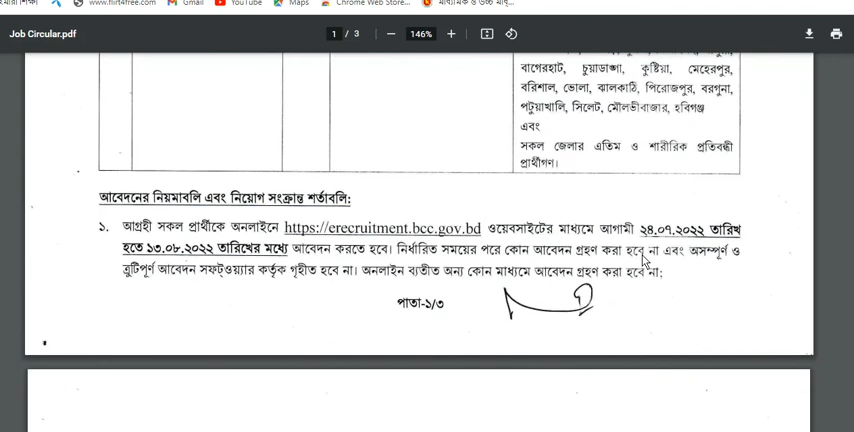 www.flirt4free.com
Gmail
YouTube
Maps
Chrome Web Store...
মাধ্যমিক ও উচ্চ মাধ্...
Job Circular.pdf
1 / 3
146%
বাগেরহাট, চুয়াডাঙ্গা, কুষ্টিয়া, মেহেরপুর,
বরিশাল, ভোলা, ঝালকাঠি, পিরোজপুর, বরগুনা,
পটুয়াখালি, সিলেট, মৌলভীবাজার, হবিগঞ্জ
এবং
সকল জেলার এতিম ও শারীরিক প্রতিবন্ধী
প্রার্থীগণ।
আবেদনের নিয়মাবলি এবং নিয়োগ সংক্রান্ত শর্তাবলি:
১. আগ্রহী সকল প্রার্থীকে অনলাইনে https://erecruitment.bcc.gov.bd ওয়েবসাইটের মাধ্যমে আগামী ২৪.০৭.২০২২ তারিখ
হতে ১৩.০৮.২০২২ তারিখের মধ্যে আবেদন করতে হবে। নির্ধারিত সময়ের পরে কোন আবেদন গ্রহণ করা হবে না এবং অসম্পূর্ণ ও
ত্রুটিপূর্ণ আবেদন সফট্ওয়্যার কর্তৃক গৃহীত হবে না। অনলাইন ব্যতীত অন্য কোন মাধ্যমে আবেদন গ্রহণ করা হবে না;
পাতা-১/৩